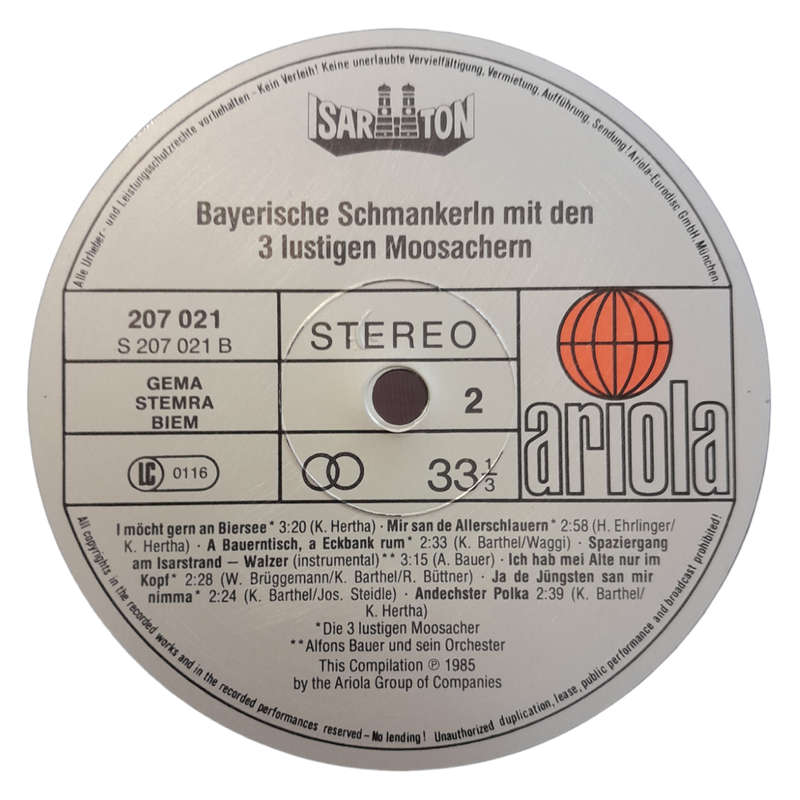 Alle Urheber- und Leistungsschutzrechte vorbehalten - Kein Verleih! Keine unerlaubte Vervielfältigung, Vermietung, Aufführung, Sendung! Ariola-Eurodisc GmbH, München.
ISAR TON
Bayerische Schmankerln mit den
3 lustigen Moosachern
207 021
S 207 021 B
STEREO
GEMA
STEMRA
BIEM
2
ariola
LC 0116
33 1/3
I möcht gern an Biersee* 3:20 (K. Hertha) · Mir san de Allerschlauern* 2:58 (H. Ehrlinger/
K. Hertha) · A Bauerntisch, a Eckbank rum* 2:33 (K. Barthel/Waggi) · Spaziergang
am Isarstrand – Walzer (instrumental)** 3:15 (A. Bauer) · Ich hab mei Alte nur im
Kopf* 2:28 (W. Brüggemann/K. Barthel/R. Büttner) · Ja de Jüngsten san mir
nimma* 2:24 (K. Barthel/Jos. Steidle) · Andechster Polka 2:39 (K. Barthel/
K. Hertha)
*Die 3 lustigen Moosacher
**Alfons Bauer und sein Orchester
This Compilation ℗ 1985
by the Ariola Group of Companies
All copyrights in the recorded works and in the recorded performances reserved – No lending! Unauthorized duplication, lease, public performance and broadcast prohibited!